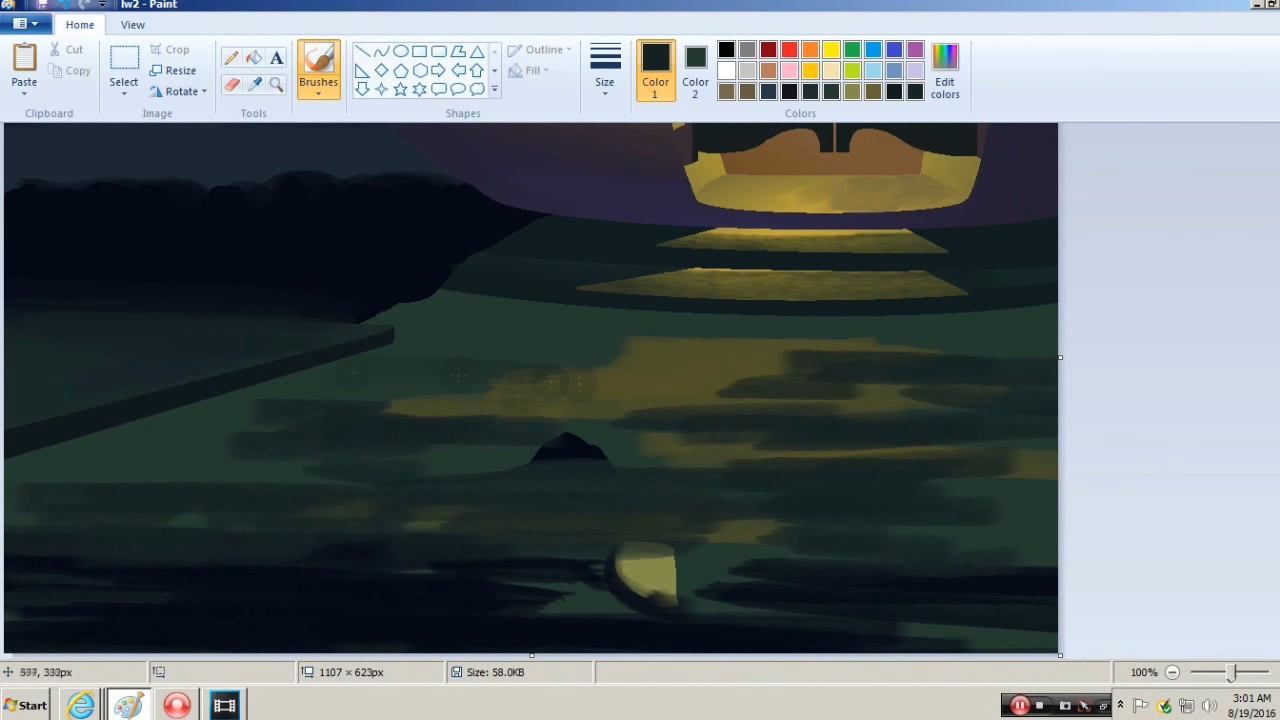 lw2 - Paint
Home View
Paste
Cut
Copy
Clipboard
Select
Crop
Resize
Rotate
Image
A
Tools
Brushes
Shapes
Outline
Fill
Size
Color
1
Color
2
Edit
colors
Colors
1107 × 623px
Size: 58.0KB
100%
Start
3:01 AM
8/19/2016